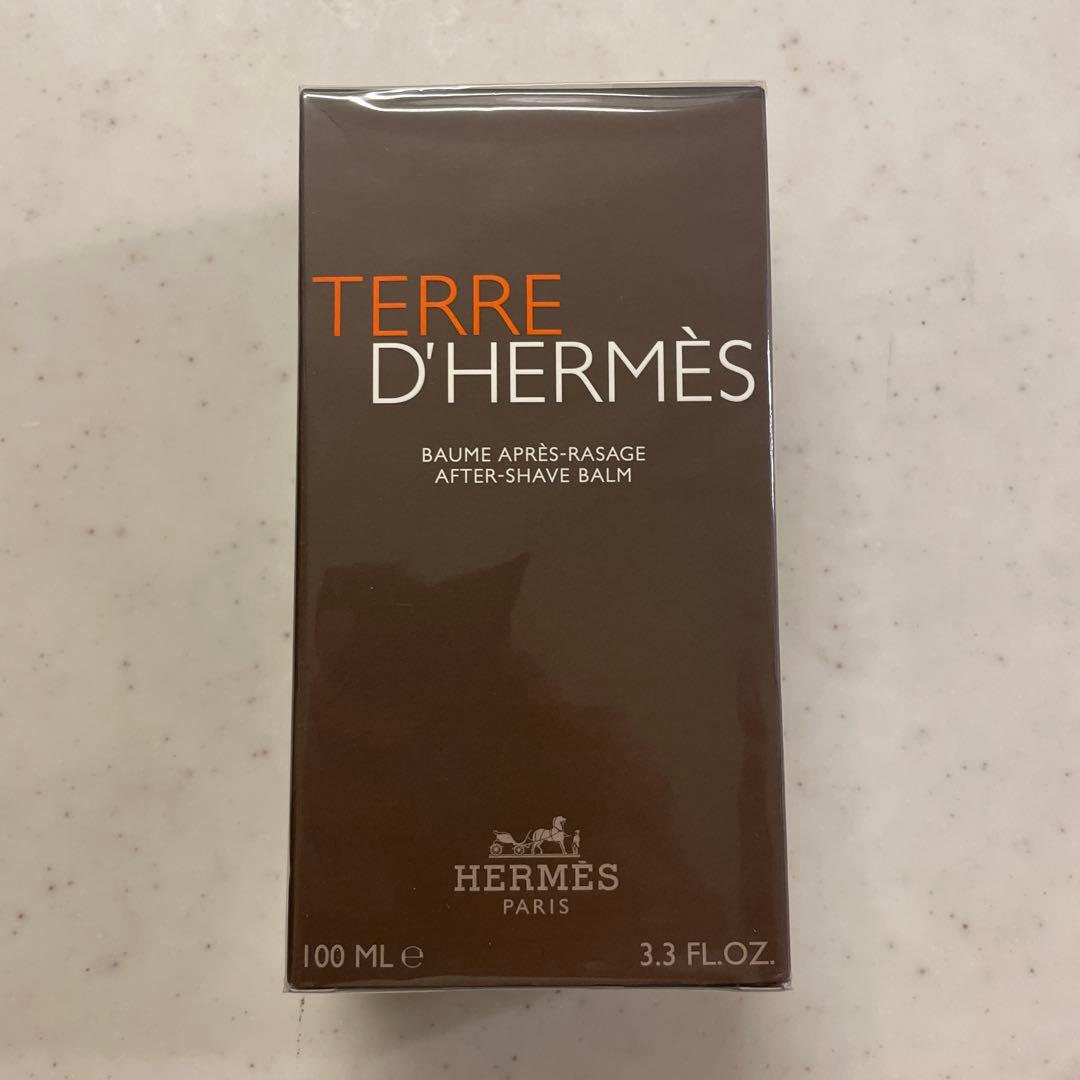 TERRE
D'HERMÈS
BAUME APRÈS-RASAGE
AFTER-SHAVE BALM
HERMÈS
PARIS
100 ML ℮
3.3 FL.OZ.